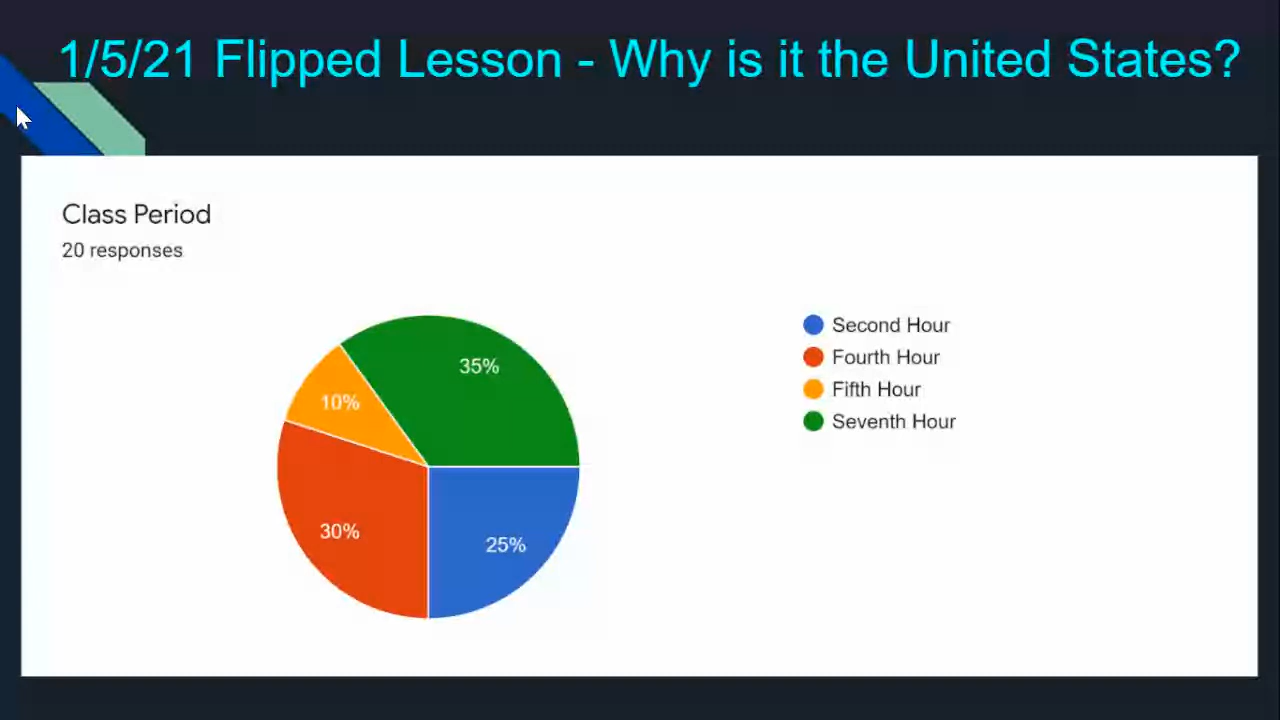 1/5/21 Flipped Lesson - Why is it the United States?
Class Period
20 responses
35%
10%
30%
25%
Second Hour
Fourth Hour
Fifth Hour
Seventh Hour